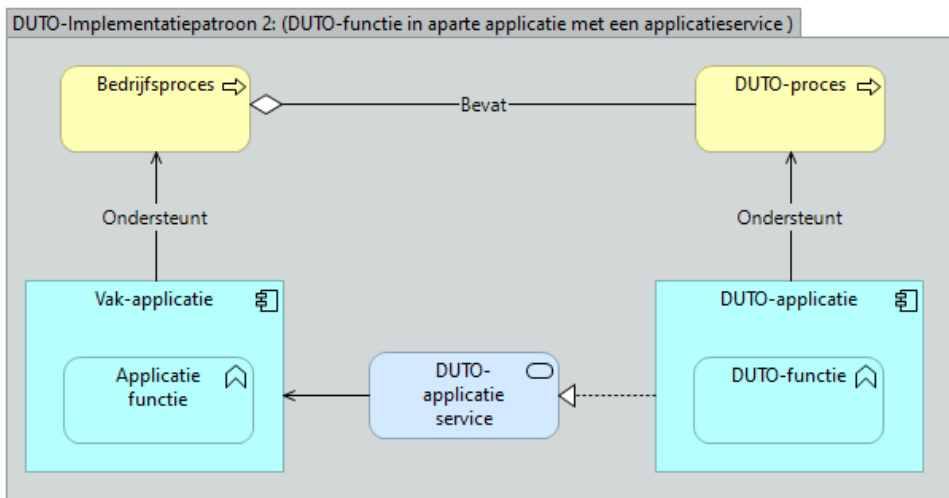 DUTO-Implementatiepatroon 2: (DUTO-functie in aparte applicatie met een applicatieservice )
Bedrijfsproces
Bevat
DUTO-proces
Ondersteunt
Ondersteunt
Vak-applicatie
DUTO-applicatie
Applicatie
functie
DUTO-
applicatie
service
DUTO-functie